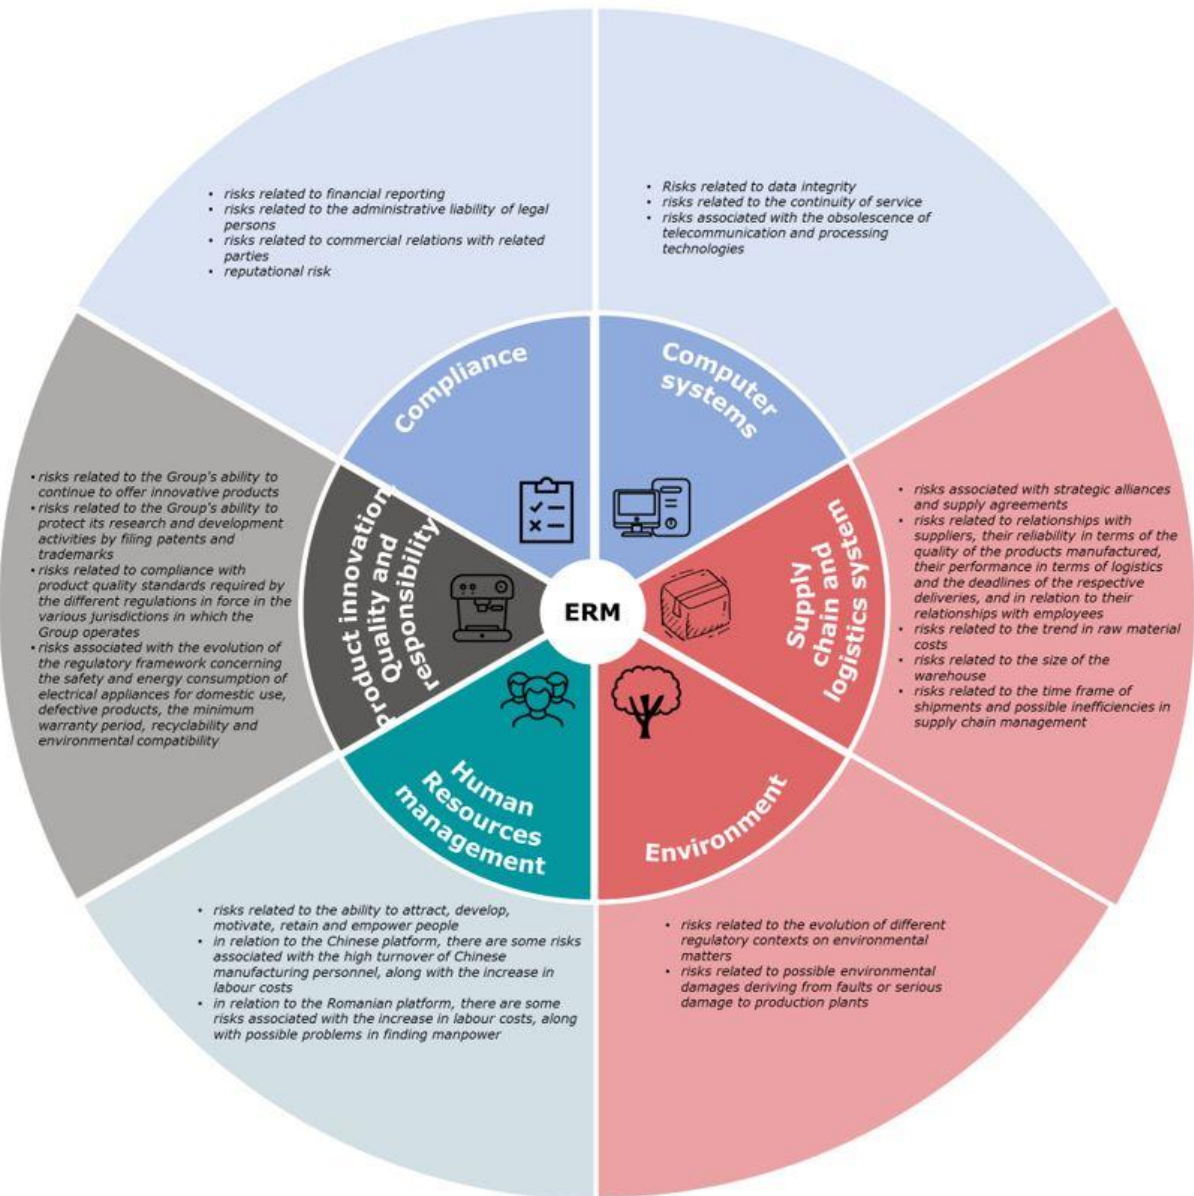 • risks related to financial reporting
• risks related to the administrative liability of legal
persons
• risks related to commercial relations with related
parties
• reputational risk
• Risks related to data integrity
• risks related to the continuity of service
• risks associated with the obsolescence of
telecommunication and processing
technologies
Compliance
Computer
systems
• risks related to the Group's ability to
continue to offer innovative products
• risks related to the Group's ability to
protect its research and development
activities by filing patents and
trademarks
• risks related to compliance with
product quality standards required by
the different regulations in force in the
various jurisdictions in which the
Group operates
• risks associated with the evolution of
the regulatory framework concerning
the safety and energy consumption of
electrical appliances for domestic use,
defective products, the minimum
warranty period, recyclability and
environmental compatibility
Product innovation,
Quality and
responsibility
ERM
Supply
chain and
logistics system
• risks associated with strategic alliances
and supply agreements
• risks related to relationships with
suppliers, their reliability in terms of the
quality of the products manufactured,
their performance in terms of logistics
and the deadlines of the respective
deliveries, and in relation to their
relationships with employees
• risks related to the trend in raw material
costs
• risks related to the size of the
warehouse
• risks related to the time frame of
shipments and possible inefficiencies in
supply chain management
Human
Resources
management
Environment
• risks related to the ability to attract, develop,
motivate, retain and empower people
• in relation to the Chinese platform, there are some risks
associated with the high turnover of Chinese
manufacturing personnel, along with the increase in
labour costs
• in relation to the Romanian platform, there are some
risks associated with the increase in labour costs, along
with possible problems in finding manpower
• risks related to the evolution of different
regulatory contexts on environmental
matters
• risks related to possible environmental
damages deriving from faults or serious
damage to production plants